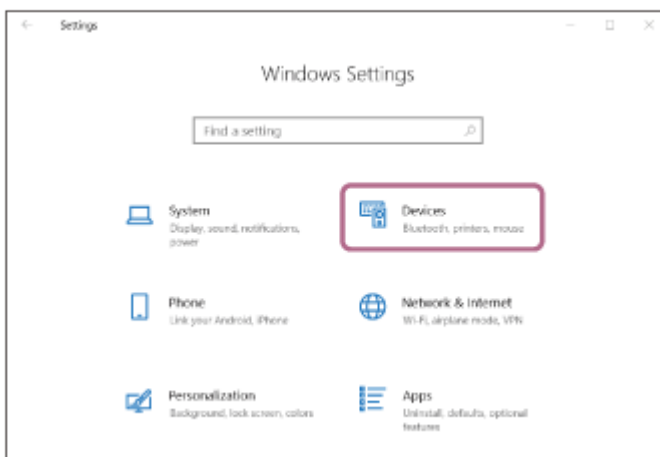 Settings
Windows Settings
Find a setting
System
Display, sound, notifications,
power
Devices
Bluetooth, printers, mouse
Phone
Link your Android, iPhone
Network & Internet
Wi-Fi, airplane mode, VPN
Personalization
Background, lock screen, colors
Apps
Uninstall, defaults, optional
features